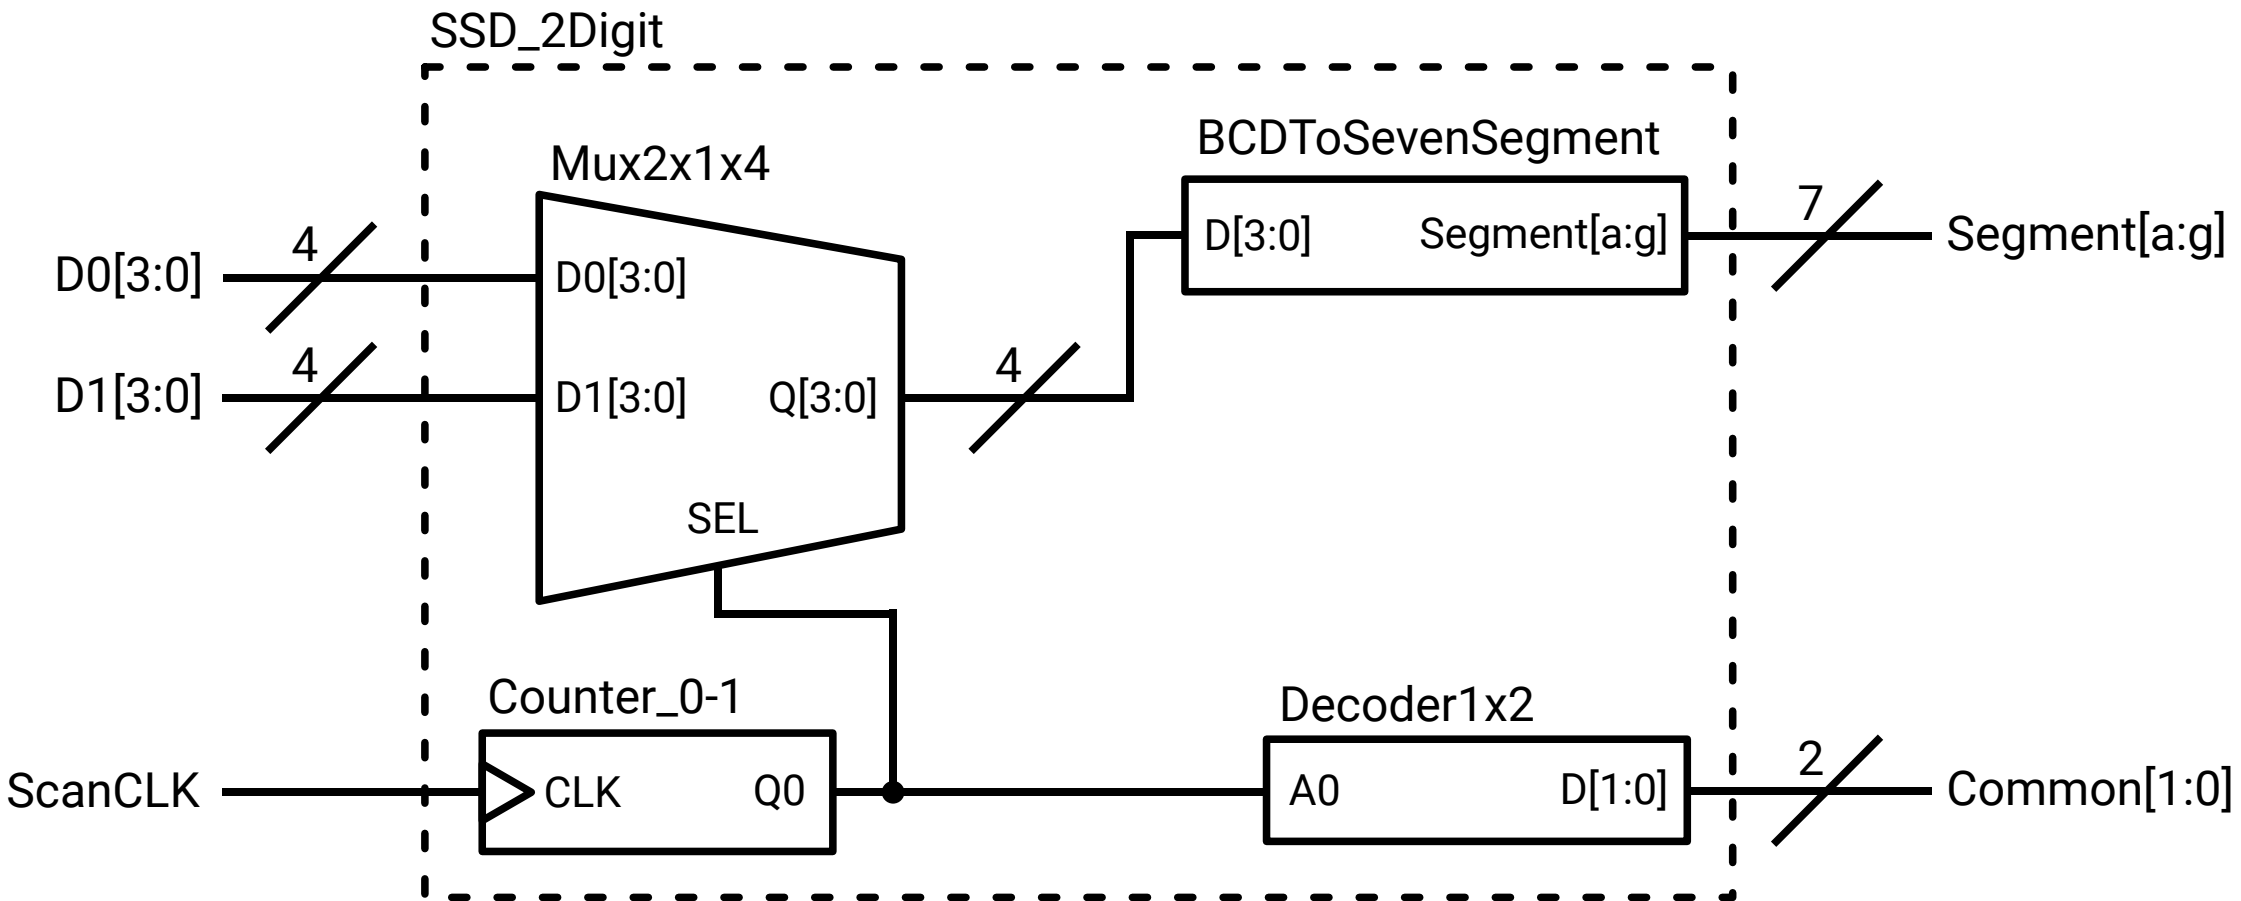 SSD_2Digit
Mux2x1x4
BCDToSevenSegment
D0[3:0]
4
D0[3:0]
D[3:0]
Segment[a:g]
7
Segment[a:g]
D1[3:0]
4
D1[3:0]
Q[3:0]
4
SEL
Counter_0-1
Decoder1x2
ScanCLK
CLK
Q0
A0
D[1:0]
2
Common[1:0]